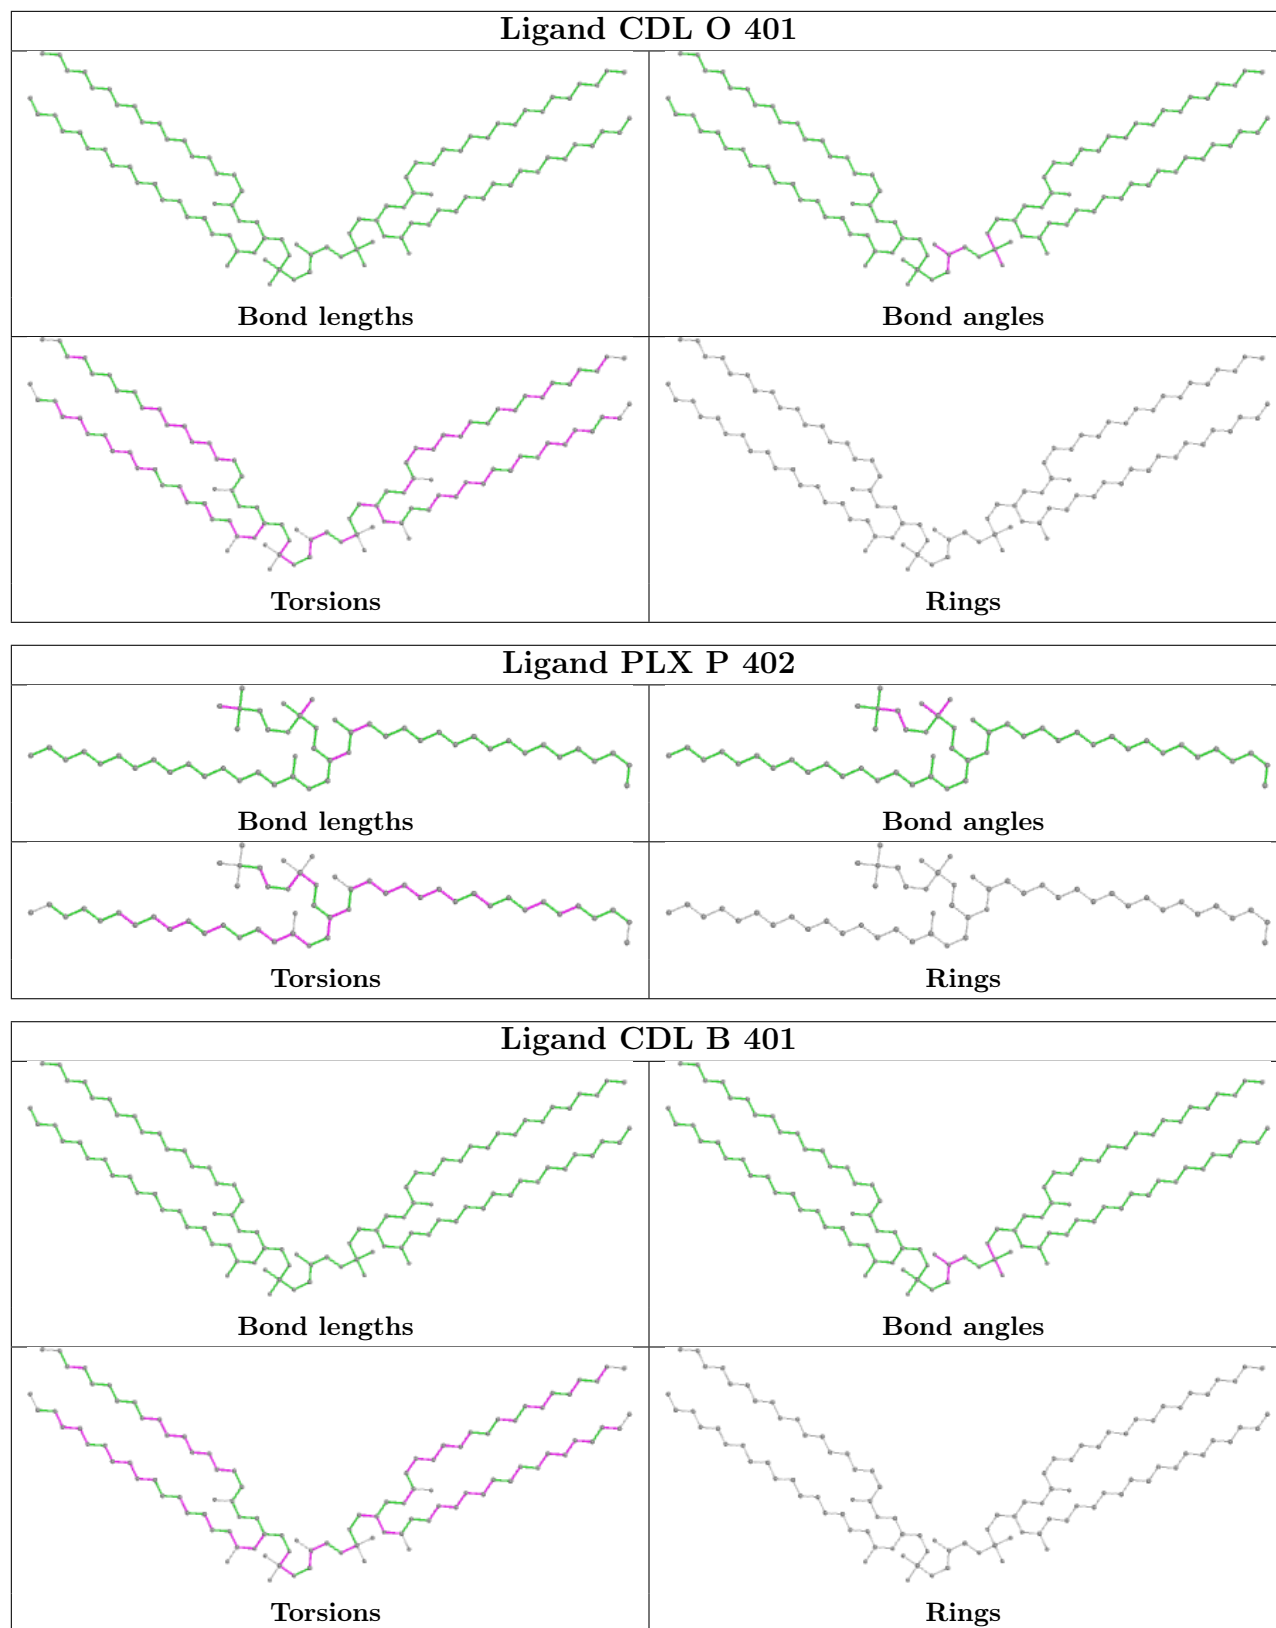 Ligand CDL O 401
Bond lengths
Bond angles
Torsions
Rings
Ligand PLX P 402
Bond lengths
Bond angles
Torsions
Rings
Ligand CDL B 401
Bond lengths
Bond angles
Torsions
Rings